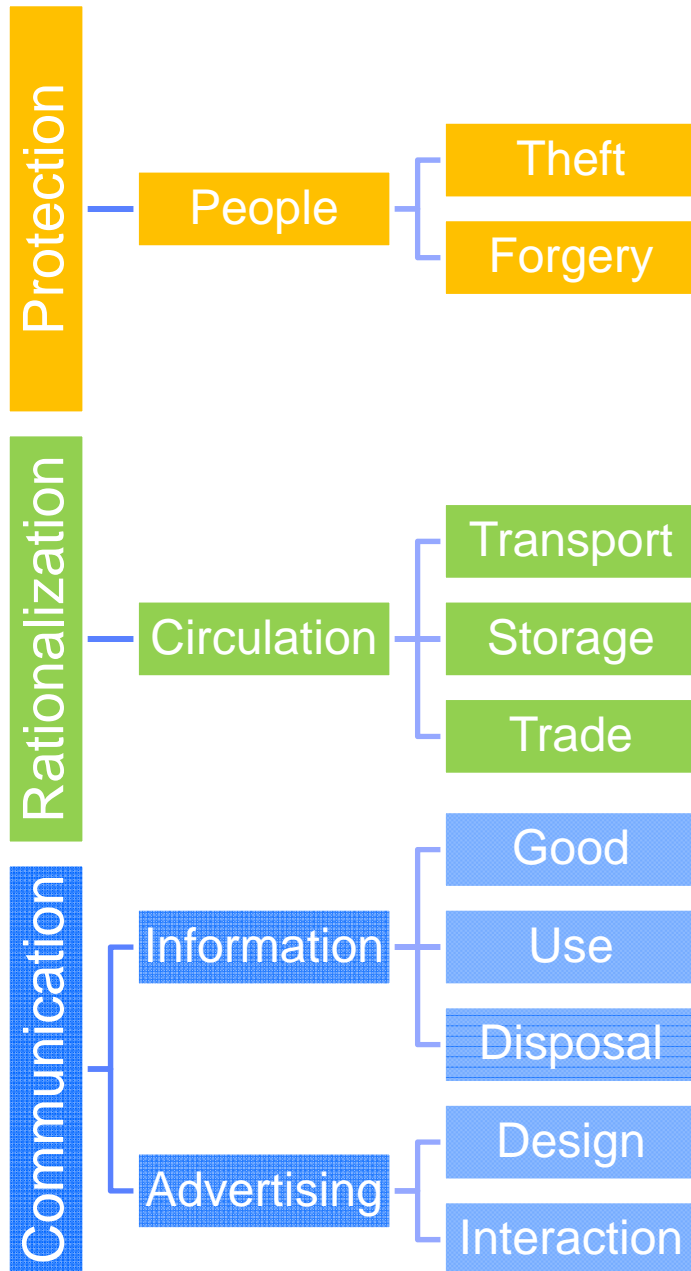 Protection
People
Theft
Forgery
Rationalization
Circulation
Transport
Storage
Trade
Communication
Information
Good
Use
Disposal
Advertising
Design
Interaction